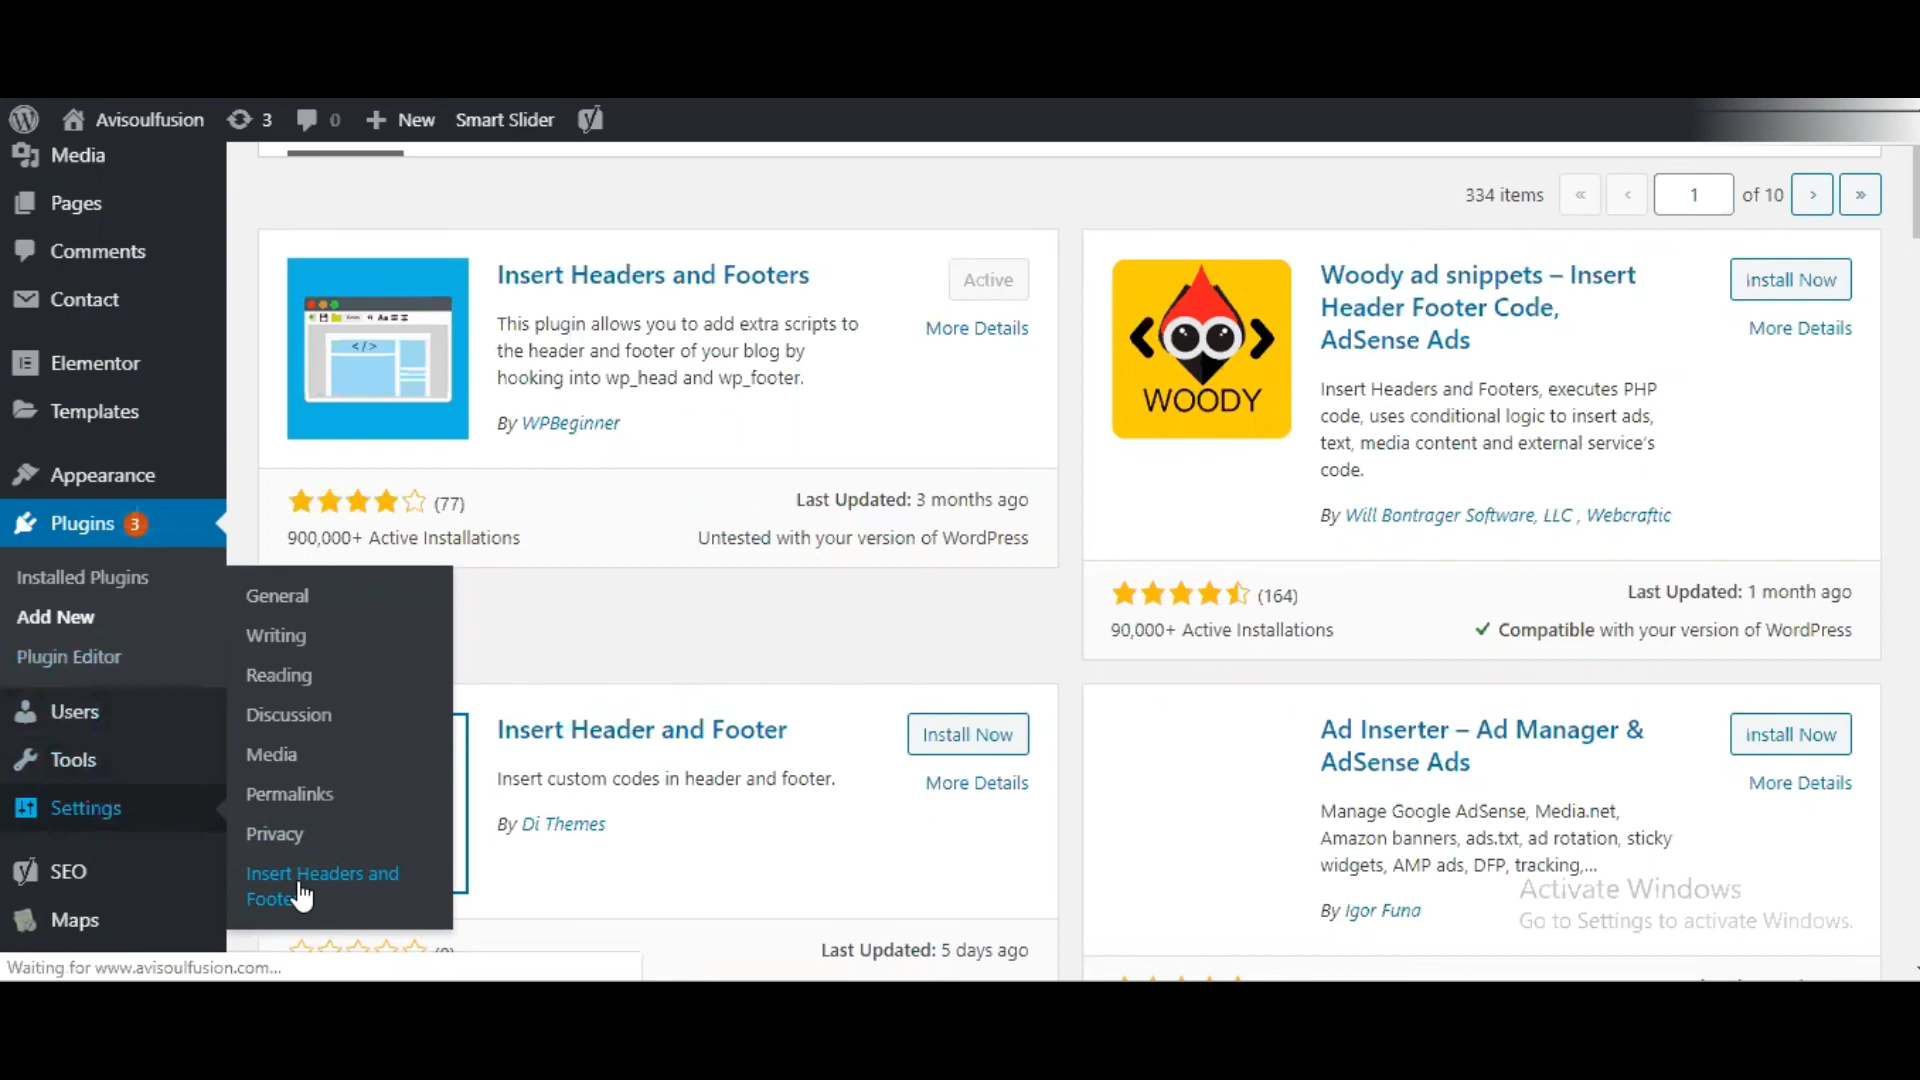 Avisoulfusion 3 0 New Smart Slider
Media
Pages
Comments
Contact
Elementor
Templates
Appearance
Plugins 3
Installed Plugins
Add New
Plugin Editor
Users
Tools
Settings
SEO
Maps
General
Writing
Reading
Discussion
Media
Permalinks
Privacy
Insert Headers and
334 items « ‹ 1 of 10 › »
Insert Headers and Footers
Active
More Details
This plugin allows you to add extra scripts to
the header and footer of your blog by
hooking into wp_head and wp_footer.
By WPBeginner
(77)
900,000+ Active Installations
Last Updated: 3 months ago
Untested with your version of WordPress
WOODY
Woody ad snippets – Insert
Header Footer Code,
AdSense Ads
Install Now
More Details
Insert Headers and Footers, executes PHP
code, uses conditional logic to insert ads,
text, media content and external service's
code.
By Will Bontrager Software, LLC , Webcraftic
(164)
90,000+ Active Installations
Last Updated: 1 month ago
Compatible with your version of WordPress
Insert Header and Footer
Install Now
More Details
Insert custom codes in header and footer.
By Di Themes
Last Updated: 5 days ago
Ad Inserter – Ad Manager &
AdSense Ads
Install Now
More Details
Manage Google AdSense, Media.net,
Amazon banners, ads.txt, ad rotation, sticky
widgets, AMP ads, DFP, tracking,...
By Igor Funa
Activate Windows
Go to Settings to activate Windows.
Waiting for www.avisoulfusion.com...